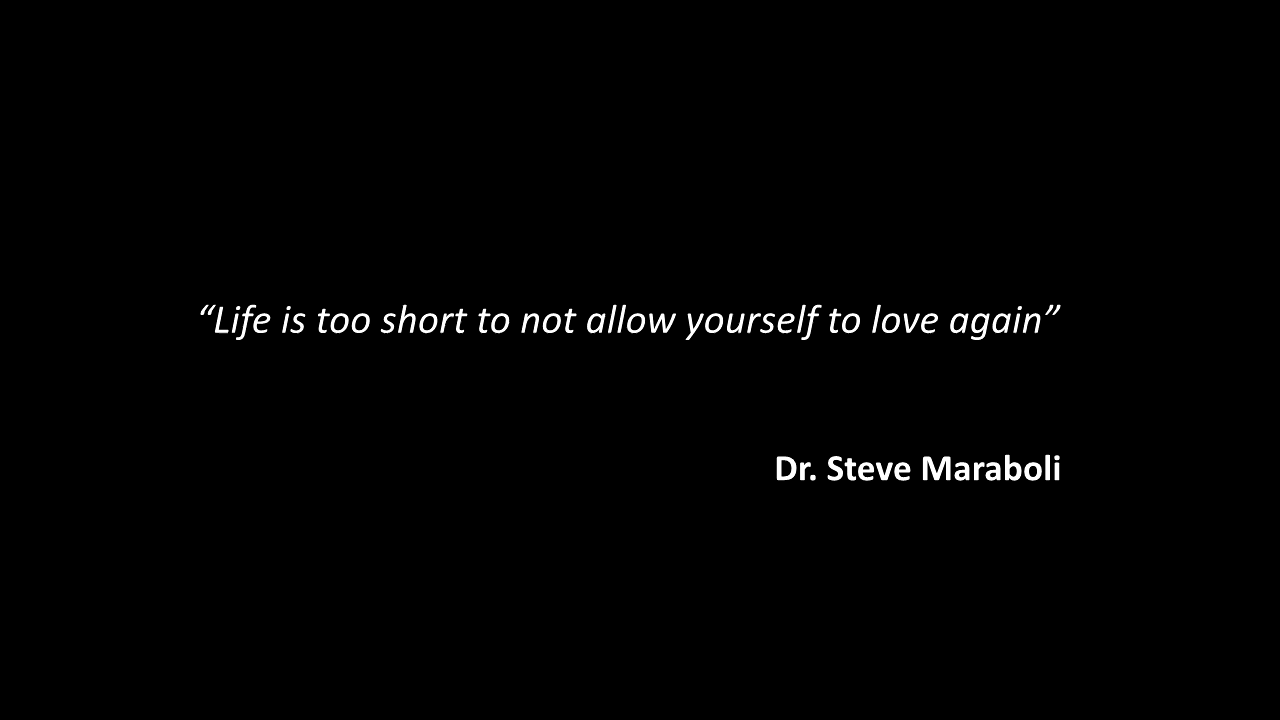 “Life is too short to not allow yourself to love again”
Dr. Steve Maraboli